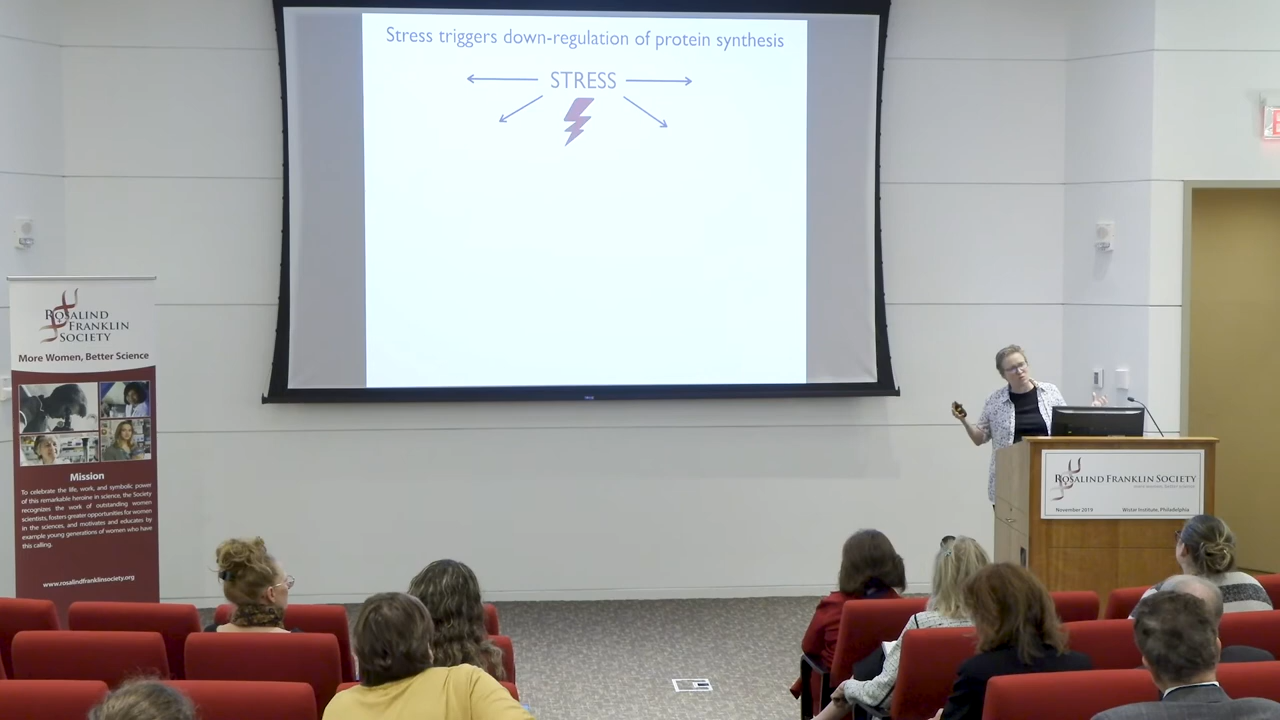 Stress triggers down-regulation of protein synthesis
STRESS
ROSALIND
FRANKLIN
SOCIETY
More Women, Better Science
Mission
To celebrate the life, work, and symbolic power
of this remarkable heroine in science, the Society
recognizes the work of outstanding women
scientists, fosters greater opportunities for women
in the sciences, and motivates and educates by
example young generations of women who have
this calling.
www.rosalindfranklinsociety.org
ROSALIND FRANKLIN SOCIETY
November 2019 Wistar Institute, Philadelphia